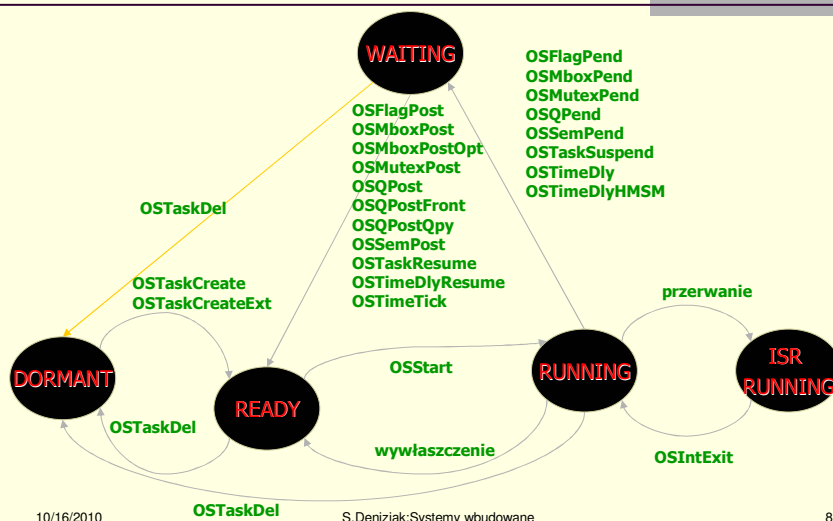 WAITING
OSFlagPend
OSMboxPend
OSMutexPend
OSQPend
OSSemPend
OSTaskSuspend
OSTimeDly
OSTimeDlyHMSM
OSFlagPost
OSMboxPost
OSMboxPostOpt
OSMutexPost
OSQPost
OSQPostFront
OSQPostQpy
OSSemPost
OSTaskResume
OSTimeDlyResume
OSTimeTick
OSTaskDel
OSTaskCreate
OSTaskCreateExt
przerwanie
DORMANT
READY
OSStart
RUNNING
ISR
RUNNING
OSTaskDel
wywłaszczenie
OSIntExit
OSTaskDel
10/16/2010
S.Deniziak:Systemy wbudowane
8